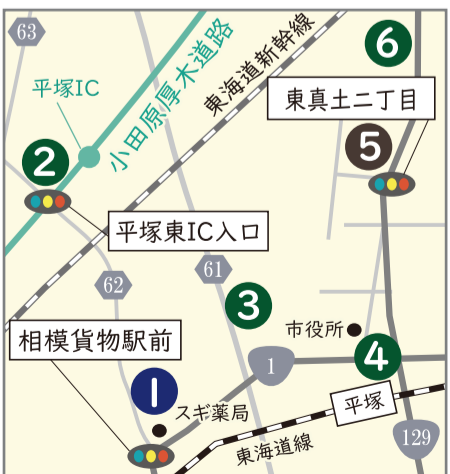 63
6
平塚IC
小田原厚木道路
東海道新幹線
東真土二丁目
2
5
平塚東IC入口
62
61
3
相模貨物駅前
市役所
1
4
1
スギ薬局
平塚
東海道線
129